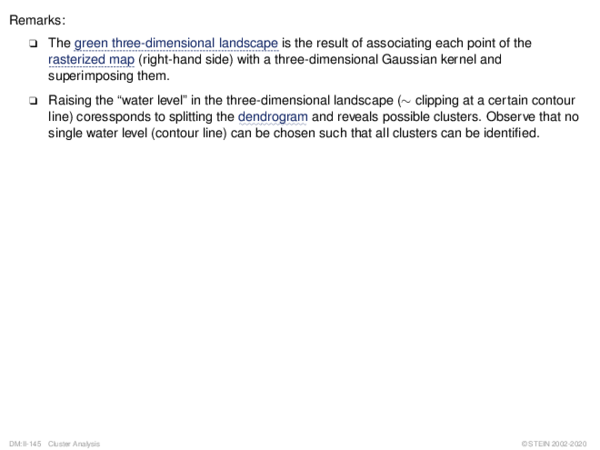 Remarks:
❑ The green three-dimensional landscape is the result of associating each point of the
rasterized map (right-hand side) with a three-dimensional Gaussian kernel and
superimposing them.
❑ Raising the “water level” in the three-dimensional landscape (∼ clipping at a certain contour
line) coresponds to splitting the dendrogram and reveals possible clusters. Observe that no
single water level (contour line) can be chosen such that all clusters can be identified.
DM:II-145 Cluster Analysis ©STEIN 2002-2020